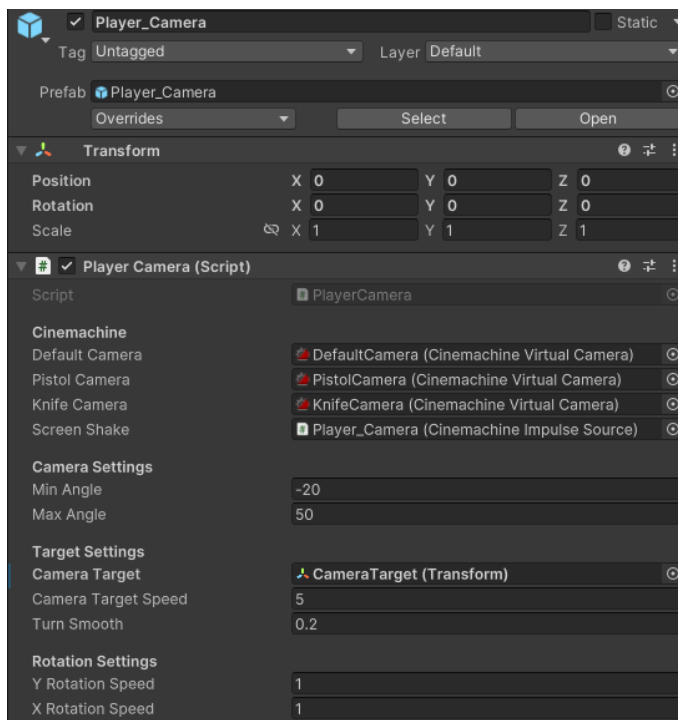 Player_Camera Static
Tag Untagged Layer Default
Prefab Player_Camera
Overrides Select Open
Transform
Position X 0 Y 0 Z 0
Rotation X 0 Y 0 Z 0
Scale X 1 Y 1 Z 1
# Player Camera (Script)
Script # PlayerCamera
Cinemachine
Default Camera DefaultCamera (Cinemachine Virtual Camera)
Pistol Camera PistolCamera (Cinemachine Virtual Camera)
Knife Camera KnifeCamera (Cinemachine Virtual Camera)
Screen Shake # Player_Camera (Cinemachine Impulse Source)
Camera Settings
Min Angle -20
Max Angle 50
Target Settings
Camera Target CameraTarget (Transform)
Camera Target Speed 5
Turn Smooth 0.2
Rotation Settings
Y Rotation Speed 1
X Rotation Speed 1